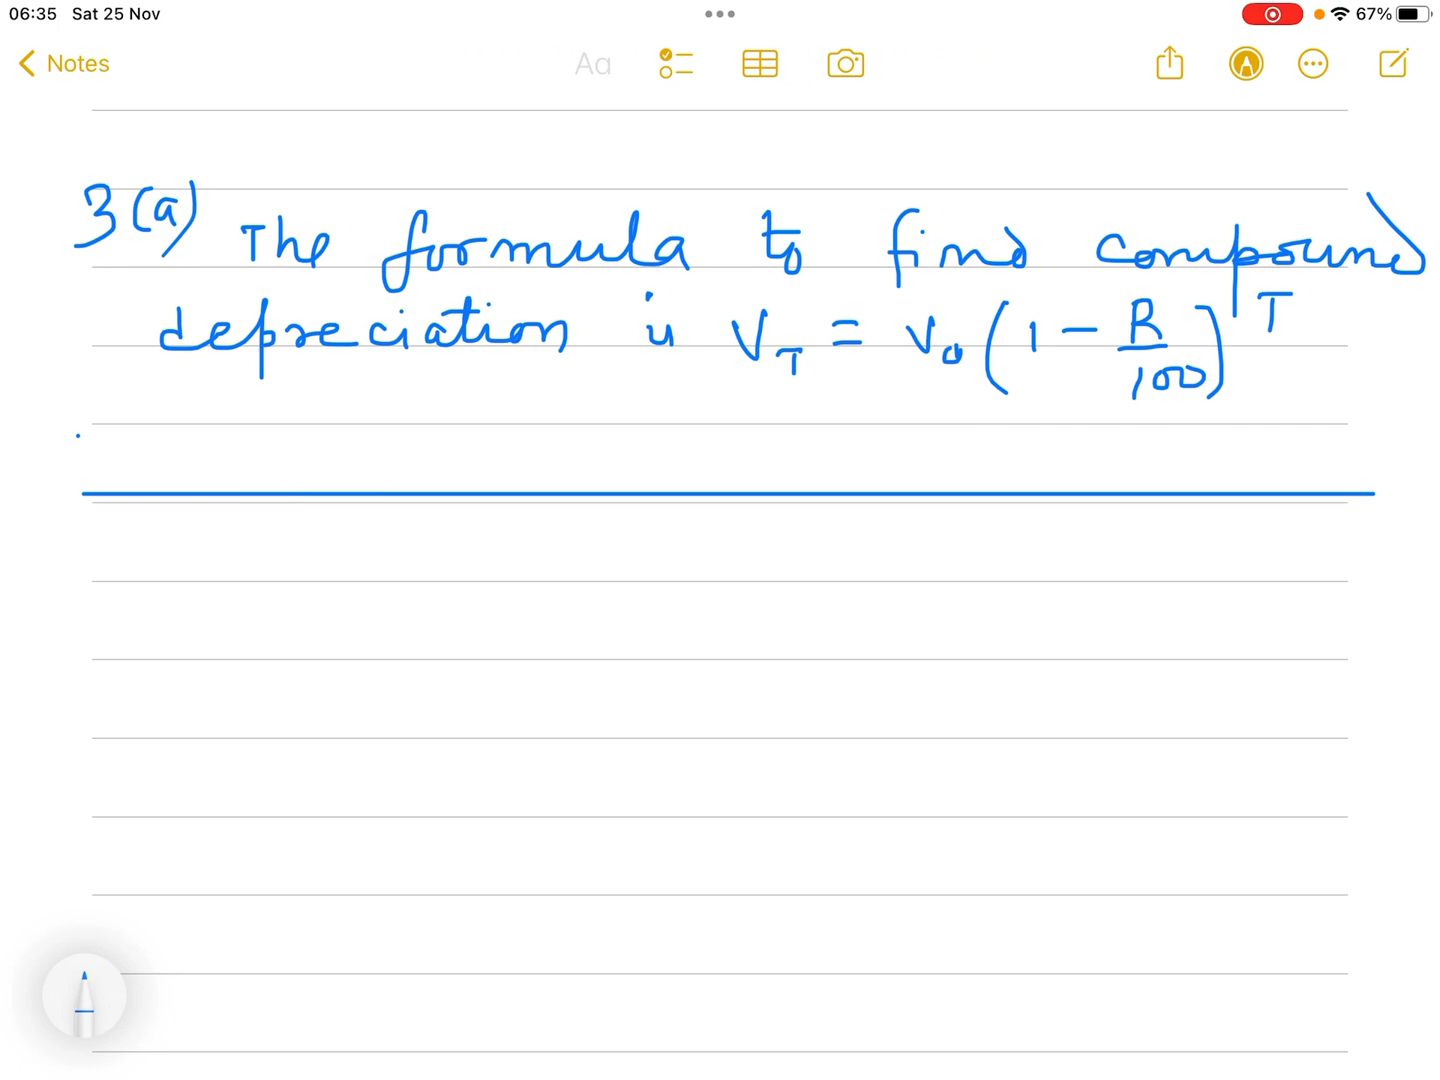 06:35 Sat 25 Nov 67%
Notes Aa
3(a) The formula to find compound
depreciation is V_T = V_0 (1 - R/100)^T